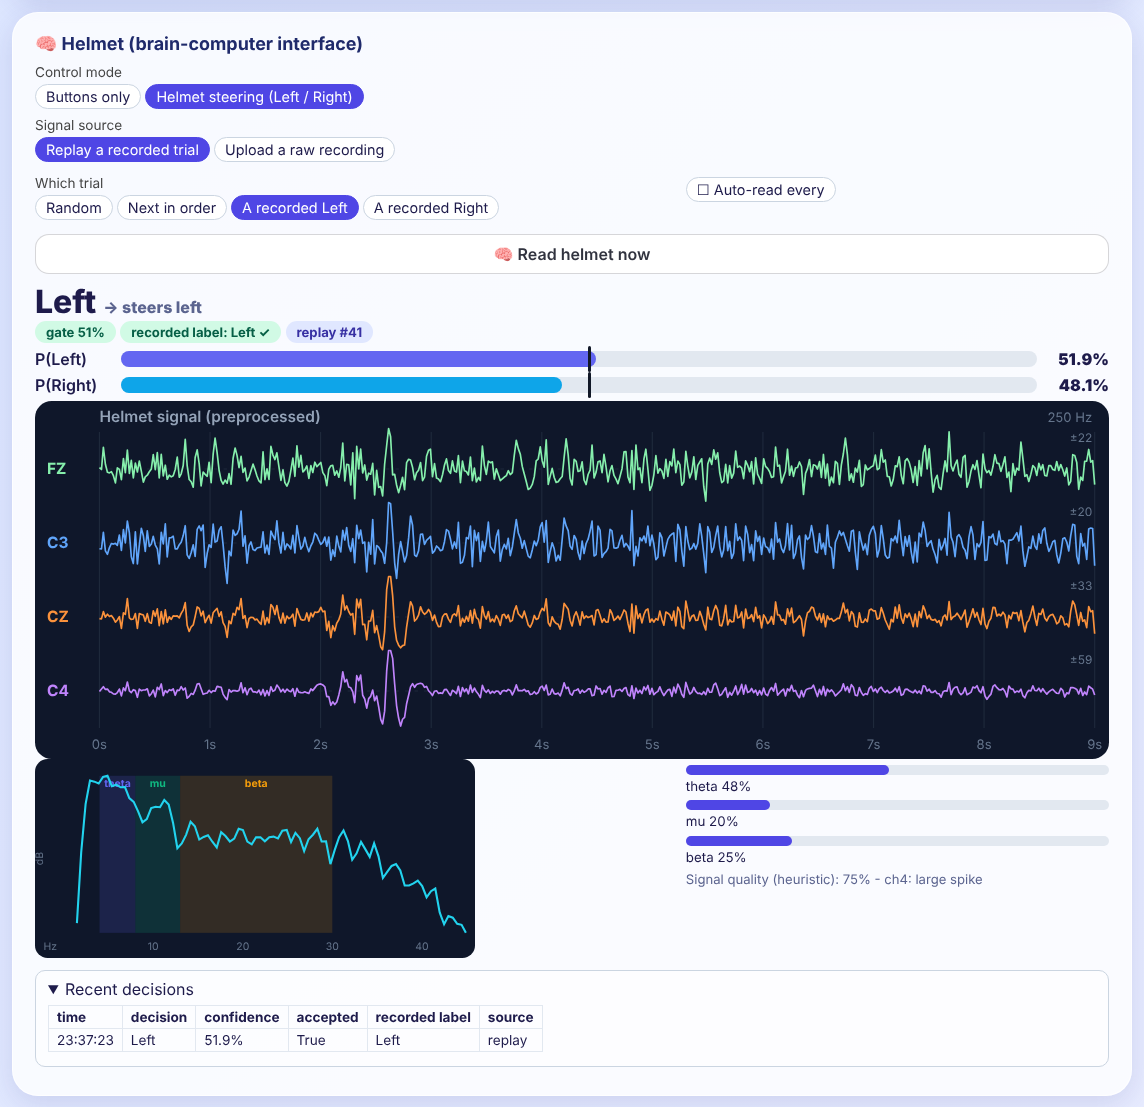 🧠 Helmet (brain-computer interface)
Control mode
Buttons only Helmet steering (Left / Right)
Signal source
Replay a recorded trial Upload a raw recording
Which trial
Random Next in order A recorded Left A recorded Right
☐ Auto-read every
🧠 Read helmet now
Left → steers left
gate 51% recorded label: Left ✓ replay #41
P(Left) 51.9%
P(Right) 48.1%
Helmet signal (preprocessed) 250 Hz
±22
FZ
±20
C3
±33
CZ
±59
C4
0s 1s 2s 3s 4s 5s 6s 7s 8s 9s
theta mu beta
dB
Hz 10 20 30 40
theta 48%
mu 20%
beta 25%
Signal quality (heuristic): 75% - ch4: large spike
▼ Recent decisions
time decision confidence accepted recorded label source
23:37:23 Left 51.9% True Left replay